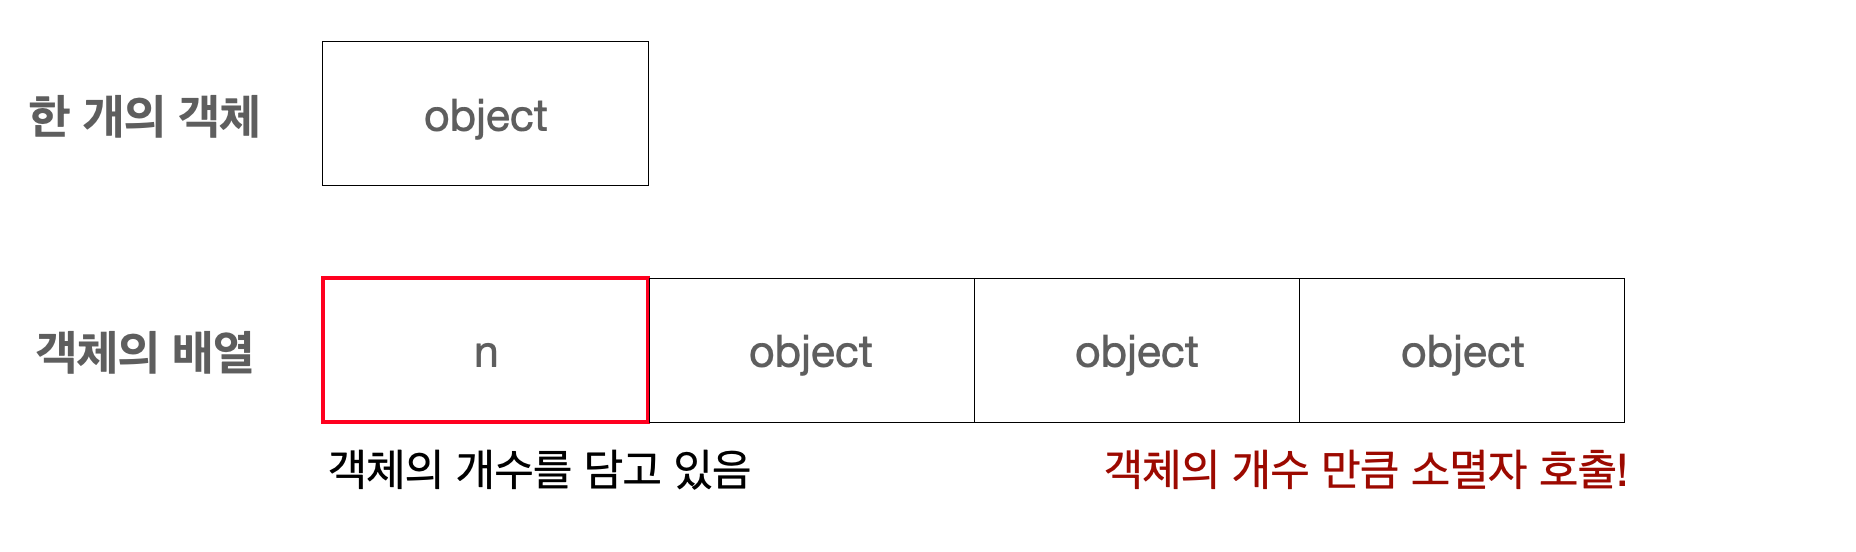 한 개의 객체 object
객체의 배열 n object object object
객체의 개수를 담고 있음 객체의 개수 만큼 소멸자 호출!